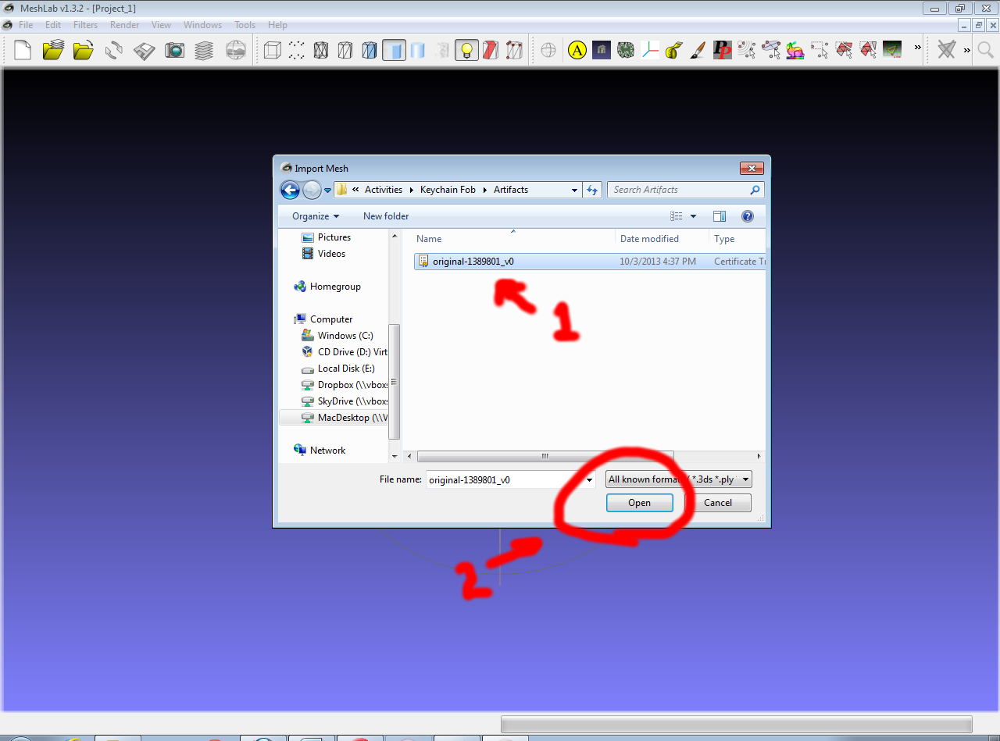 MeshLab v1.3.2 - [Project_1]
File Edit Filters Render View Windows Tools Help
A
PP
»
»
Import Mesh
« Activities Keychain Fob Artifacts
Search Artifacts
Organize New folder
Pictures
Videos
Homegroup
Computer
Windows (C:)
CD Drive (D:) Virt
Local Disk (E:)
Dropbox (\\vboxs
SkyDrive (\\vboxs
MacDesktop (\\V
Network
Name Date modified Type
original-1389801_v0 10/3/2013 4:37 PM Certificate Tr
1
File name: original-1389801_v0
All known formats ( *.3ds *.ply
Open Cancel
2